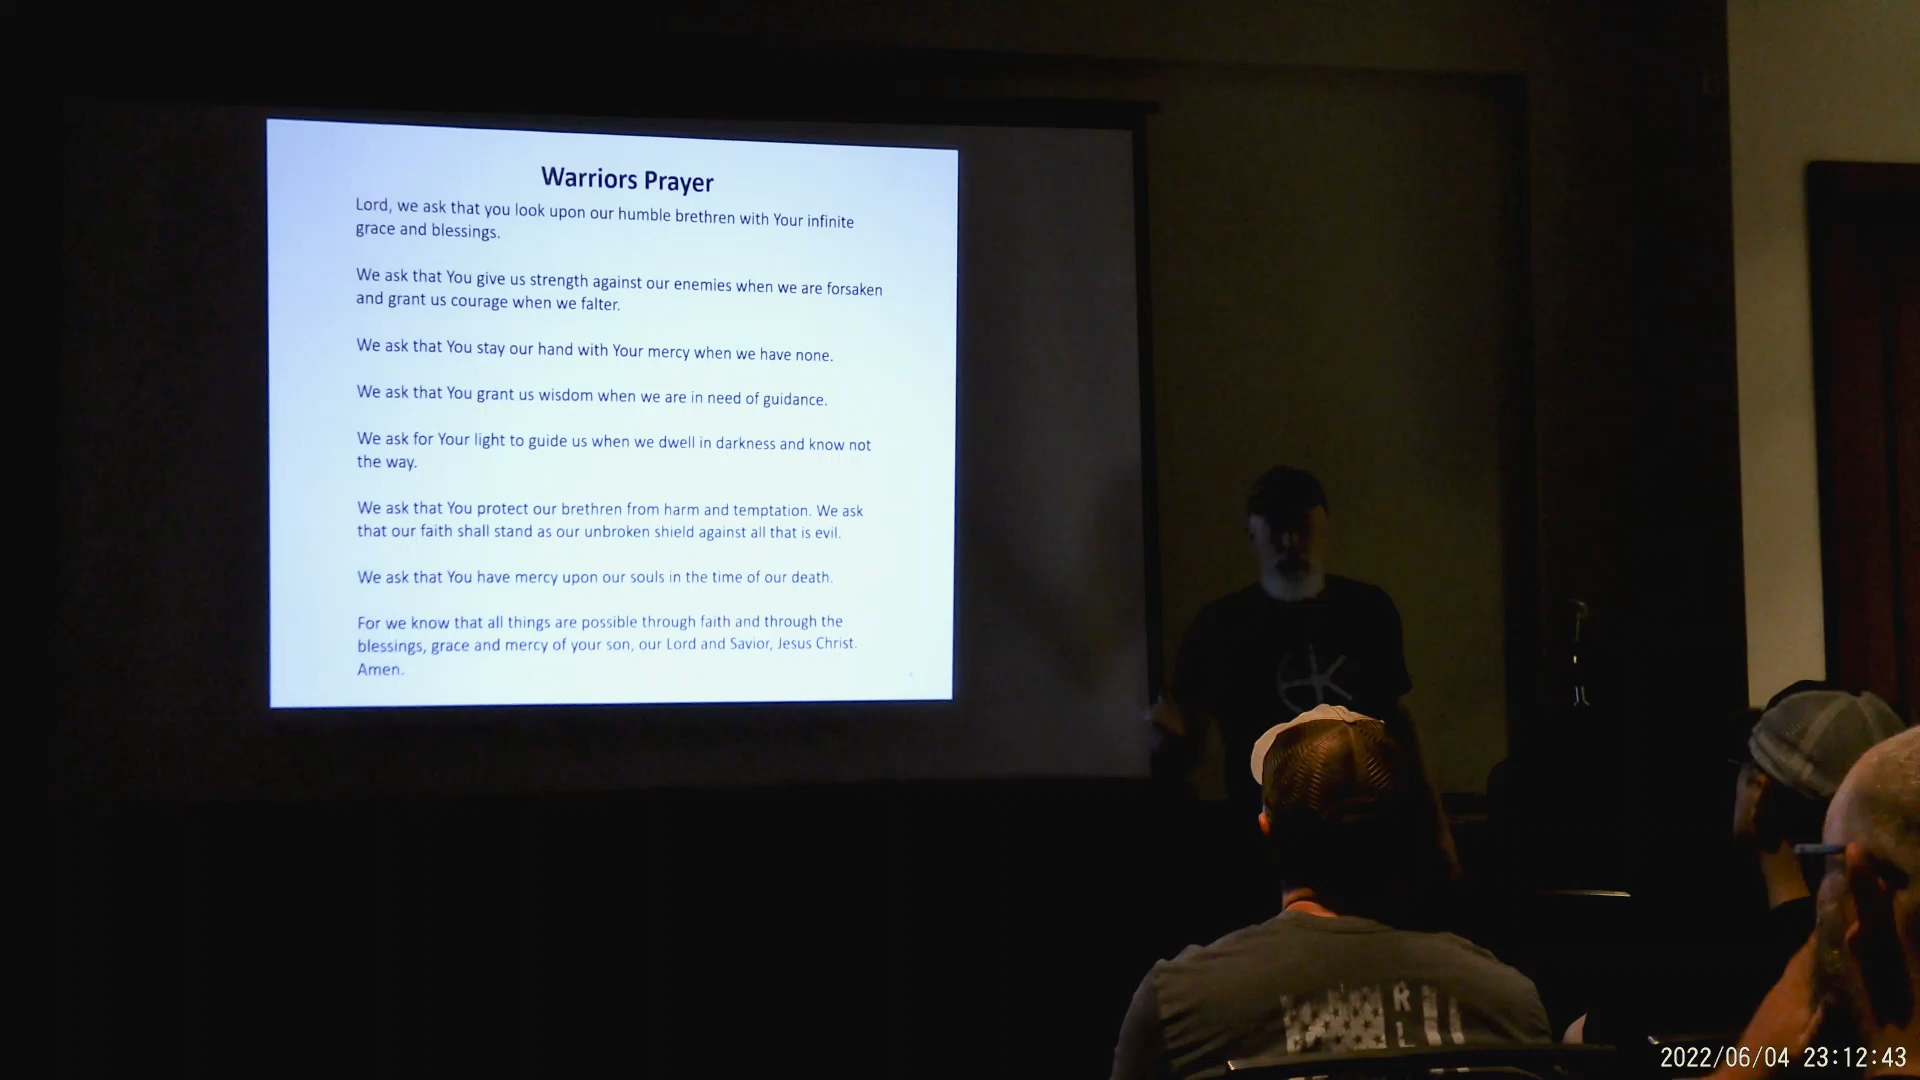 Warriors Prayer
Lord, we ask that you look upon our humble brethren with Your infinite
grace and blessings.
We ask that You give us strength against our enemies when we are forsaken
and grant us courage when we falter.
We ask that You stay our hand with Your mercy when we have none.
We ask that You grant us wisdom when we are in need of guidance.
We ask for Your light to guide us when we dwell in darkness and know not
the way.
We ask that You protect our brethren from harm and temptation. We ask
that our faith shall stand as our unbroken shield against all that is evil.
We ask that You have mercy upon our souls in the time of our death.
For we know that all things are possible through faith and through the
blessings, grace and mercy of your son, our Lord and Savior, Jesus Christ.
Amen.
2022/06/04 23:12:43